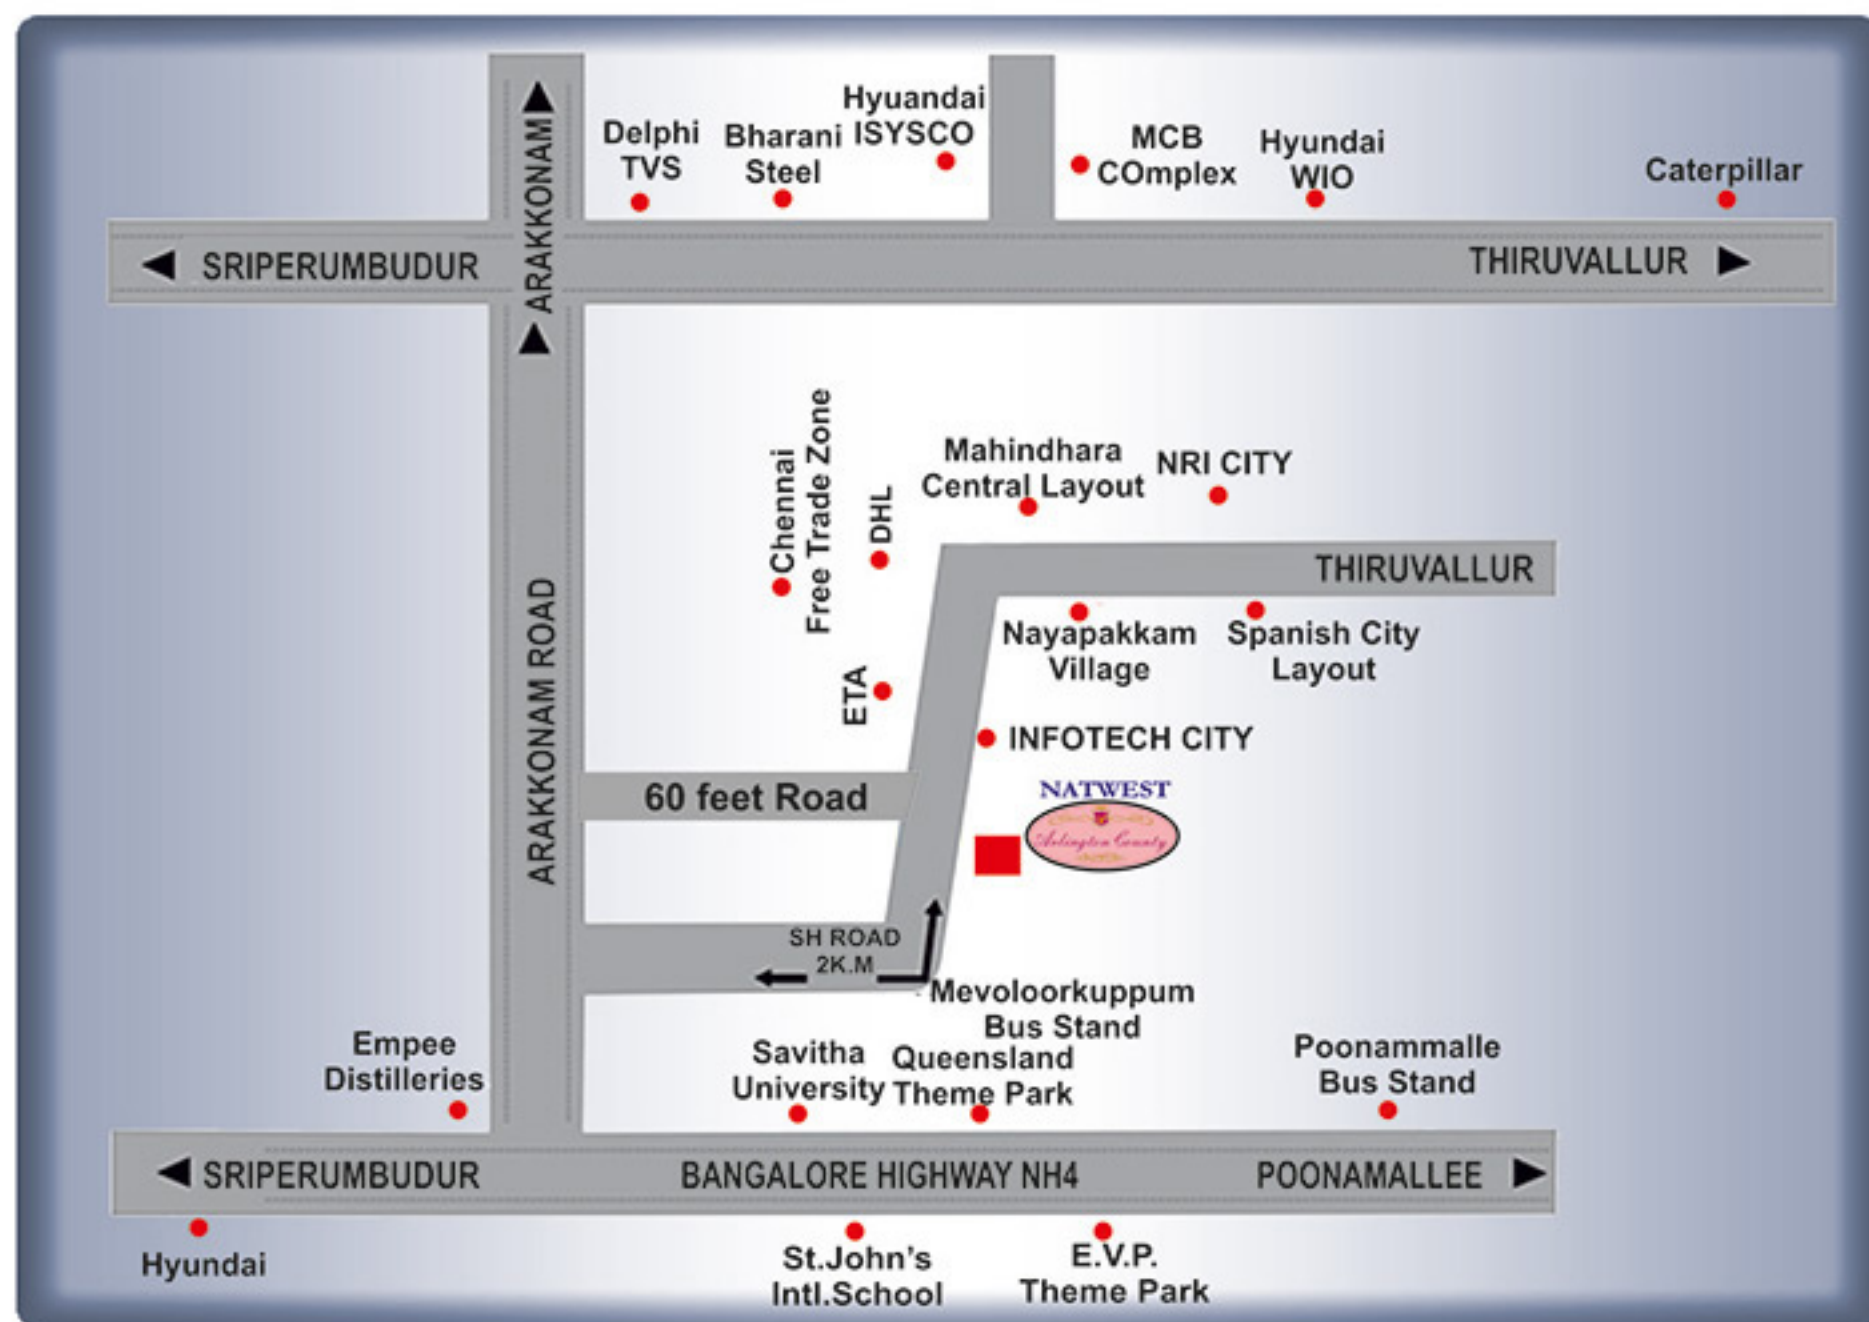 Hyuandai
ISYSCO
Delphi
TVS
Bharani
Steel
MCB
COmplex
Hyundai
WIO
Caterpillar
ARAKKONAM
SRIPERUMBUDUR
THIRUVALLUR
Chennai
Free Trade Zone
DHL
Mahindhara
Central Layout
NRI CITY
THIRUVALLUR
Nayapakkam
Village
Spanish City
Layout
ETA
INFOTECH CITY
ARAKKONAM ROAD
60 feet Road
NATWEST
Arlington County
SH ROAD
2K.M
Mevoloorkuppum
Bus Stand
Empee
Distilleries
Savitha
University
Queensland
Theme Park
Poonammalle
Bus Stand
SRIPERUMBUDUR
BANGALORE HIGHWAY NH4
POONAMALLEE
Hyundai
St.John's
Intl.School
E.V.P.
Theme Park